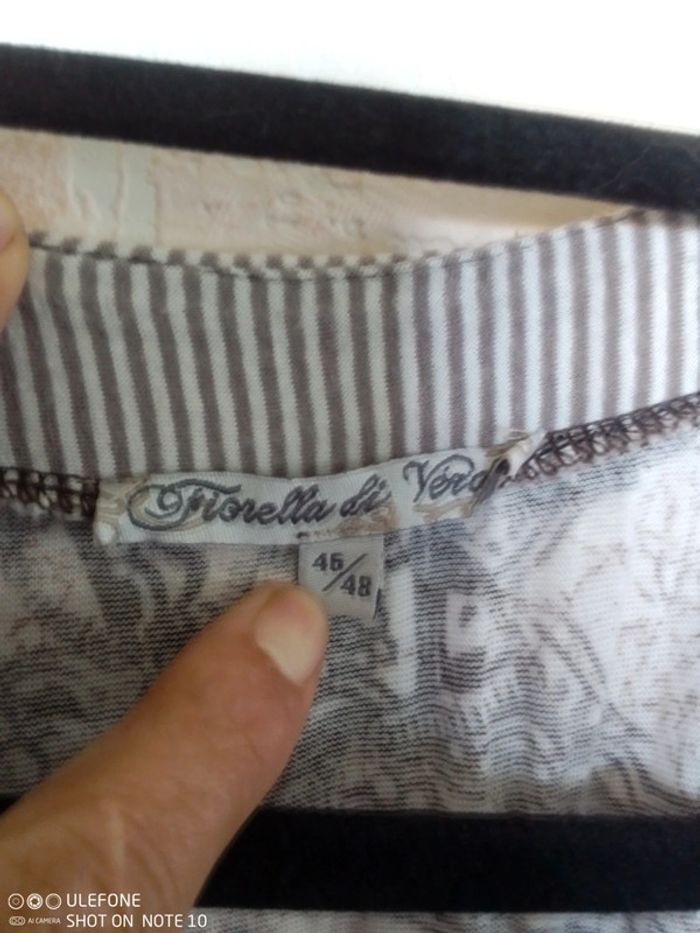 Fiorella di
46/48
ULEFONE
AI CAMERA SHOT ON NOTE 10